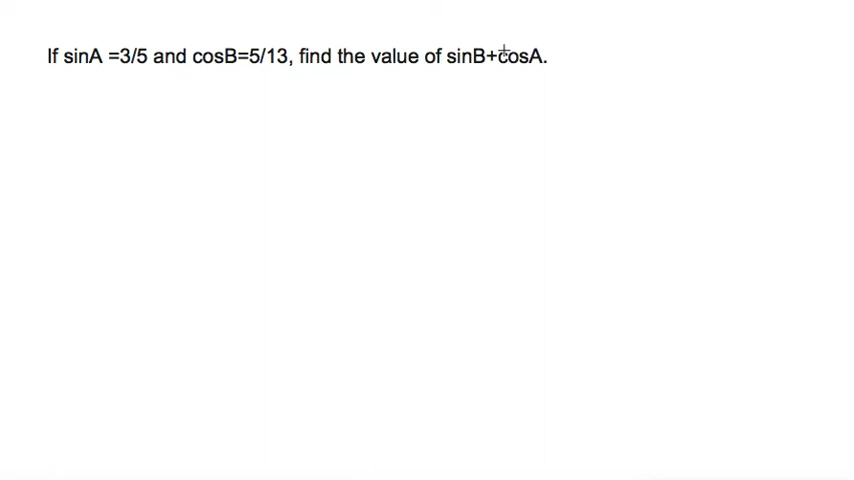 If sinA =3/5 and cosB=5/13, find the value of sinB+cosA.